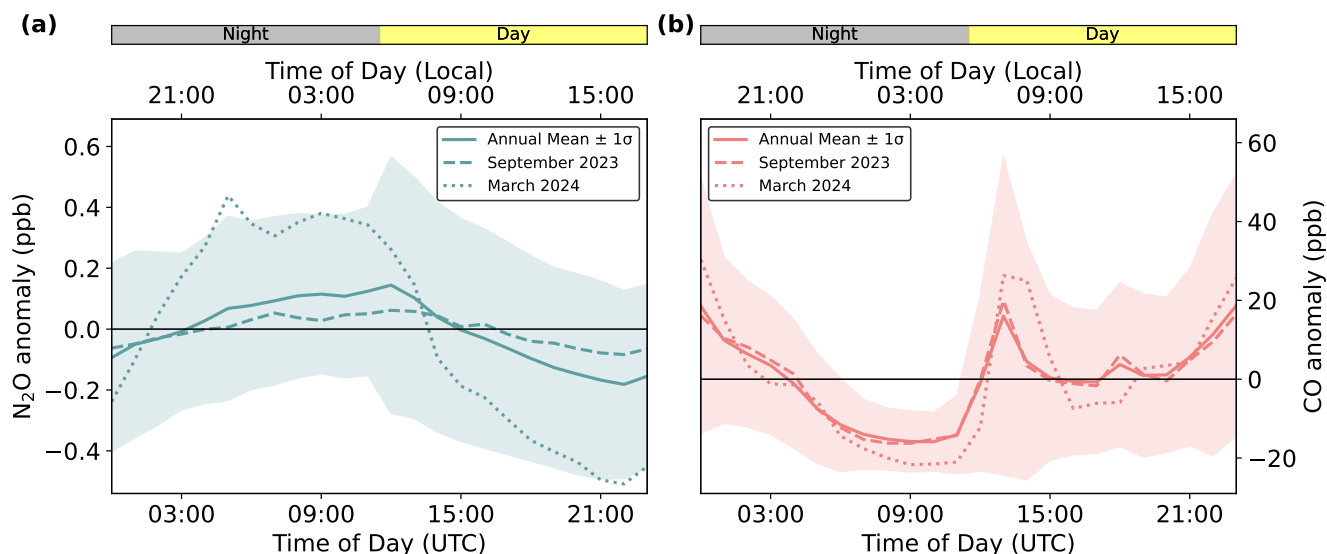 (a)
Night Day
Time of Day (Local)
21:00 03:00 09:00 15:00
N₂O anomaly (ppb)
0.6
0.4
0.2
0.0
−0.2
−0.4
Annual Mean ± 1σ
September 2023
March 2024
03:00 09:00 15:00 21:00
Time of Day (UTC)
(b)
Night Day
Time of Day (Local)
21:00 03:00 09:00 15:00
Annual Mean ± 1σ
September 2023
March 2024
60
40
20
0
−20
CO anomaly (ppb)
03:00 09:00 15:00 21:00
Time of Day (UTC)